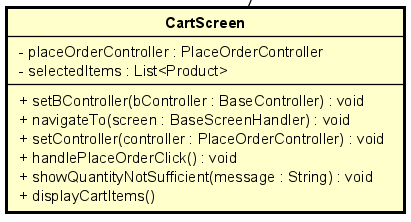 CartScreen
- placeOrderController : PlaceOrderController
- selectedItems : List<Product>
+ setBController(bController : BaseController) : void
+ navigateTo(screen : BaseScreenHandler) : void
+ setController(controller : PlaceOrderController) : void
+ handlePlaceOrderClick() : void
+ showQuantityNotSufficient(message : String) : void
+ displayCartItems()